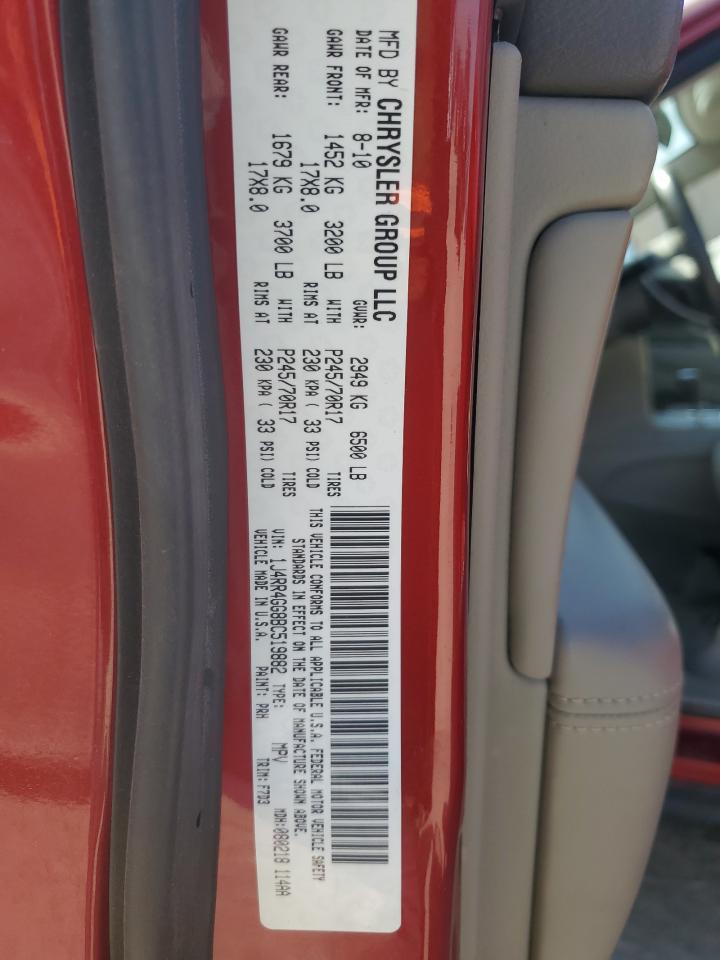 MFD BY CHRYSLER GROUP LLC
DATE OF MFR: 8-10 GVWR: 2949 KG 6500 LB
GAWR FRONT: 1452 KG 3200 LB WITH P245/70R17 TIRES
17X8.0 RIMS AT 230 KPA ( 33 PSI) COLD
GAWR REAR: 1679 KG 3700 LB WITH P245/70R17 TIRES
17X8.0 RIMS AT 230 KPA ( 33 PSI) COLD
THIS VEHICLE CONFORMS TO ALL APPLICABLE U.S.A. FEDERAL MOTOR VEHICLE SAFETY
STANDARDS IN EFFECT ON THE DATE OF MANUFACTURE SHOWN ABOVE.
VIN: 1J4RR4GG8BC519882 TYPE: MPV MDH:080218 114AA
VEHICLE MADE IN U.S.A. PAINT: PRH TRIM: F7D3